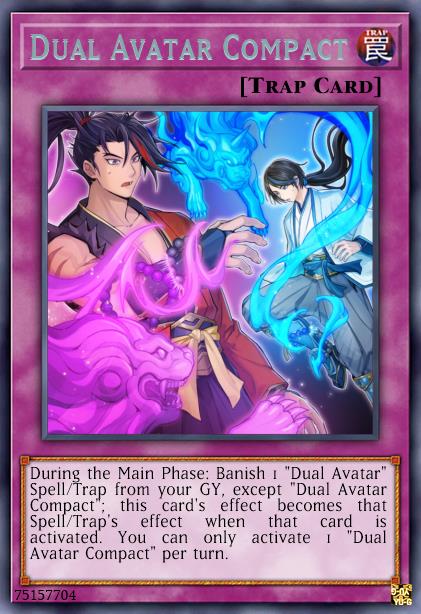 Dual Avatar Compact
TRAP
罠
[Trap Card]
During the Main Phase: Banish 1 "Dual Avatar"
Spell/Trap from your GY, except "Dual Avatar
Compact"; this card's effect becomes that
Spell/Trap's effect when that card is
activated. You can only activate 1 "Dual
Avatar Compact" per turn.
75157704